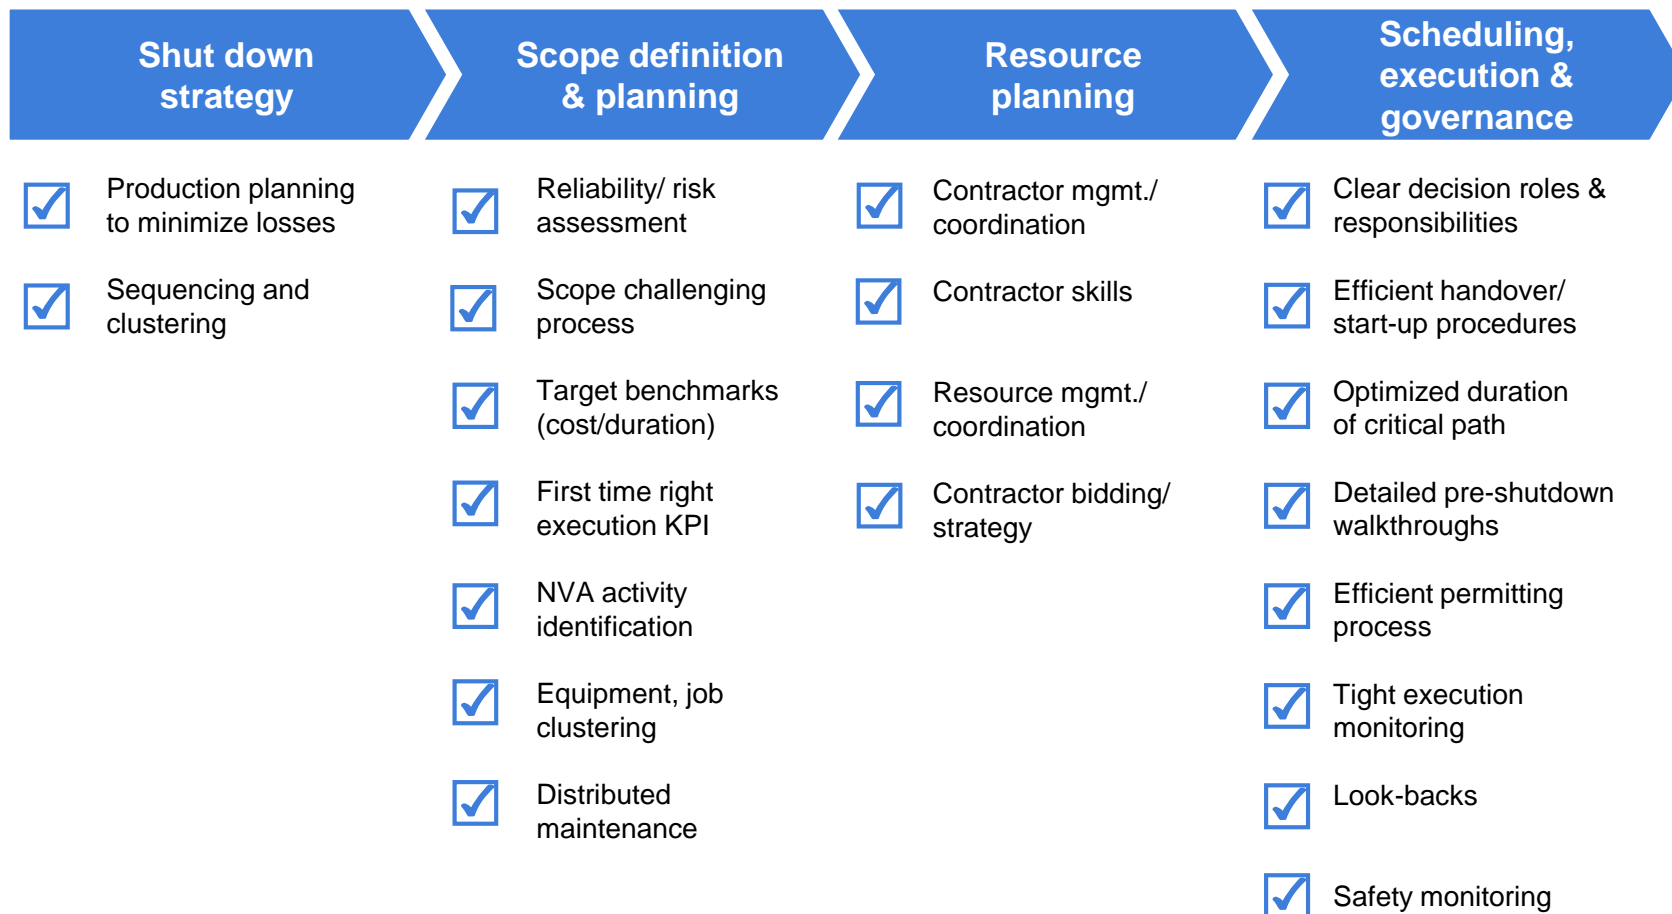 Shut down
strategy
Scope definition
& planning
Resource
planning
Scheduling,
execution &
governance
Production planning
to minimize losses
Sequencing and
clustering
Reliability/ risk
assessment
Scope challenging
process
Target benchmarks
(cost/duration)
First time right
execution KPI
NVA activity
identification
Equipment, job
clustering
Distributed
maintenance
Contractor mgmt./
coordination
Contractor skills
Resource mgmt./
coordination
Contractor bidding/
strategy
Clear decision roles &
responsibilities
Efficient handover/
start-up procedures
Optimized duration
of critical path
Detailed pre-shutdown
walkthroughs
Efficient permitting
process
Tight execution
monitoring
Look-backs
Safety monitoring